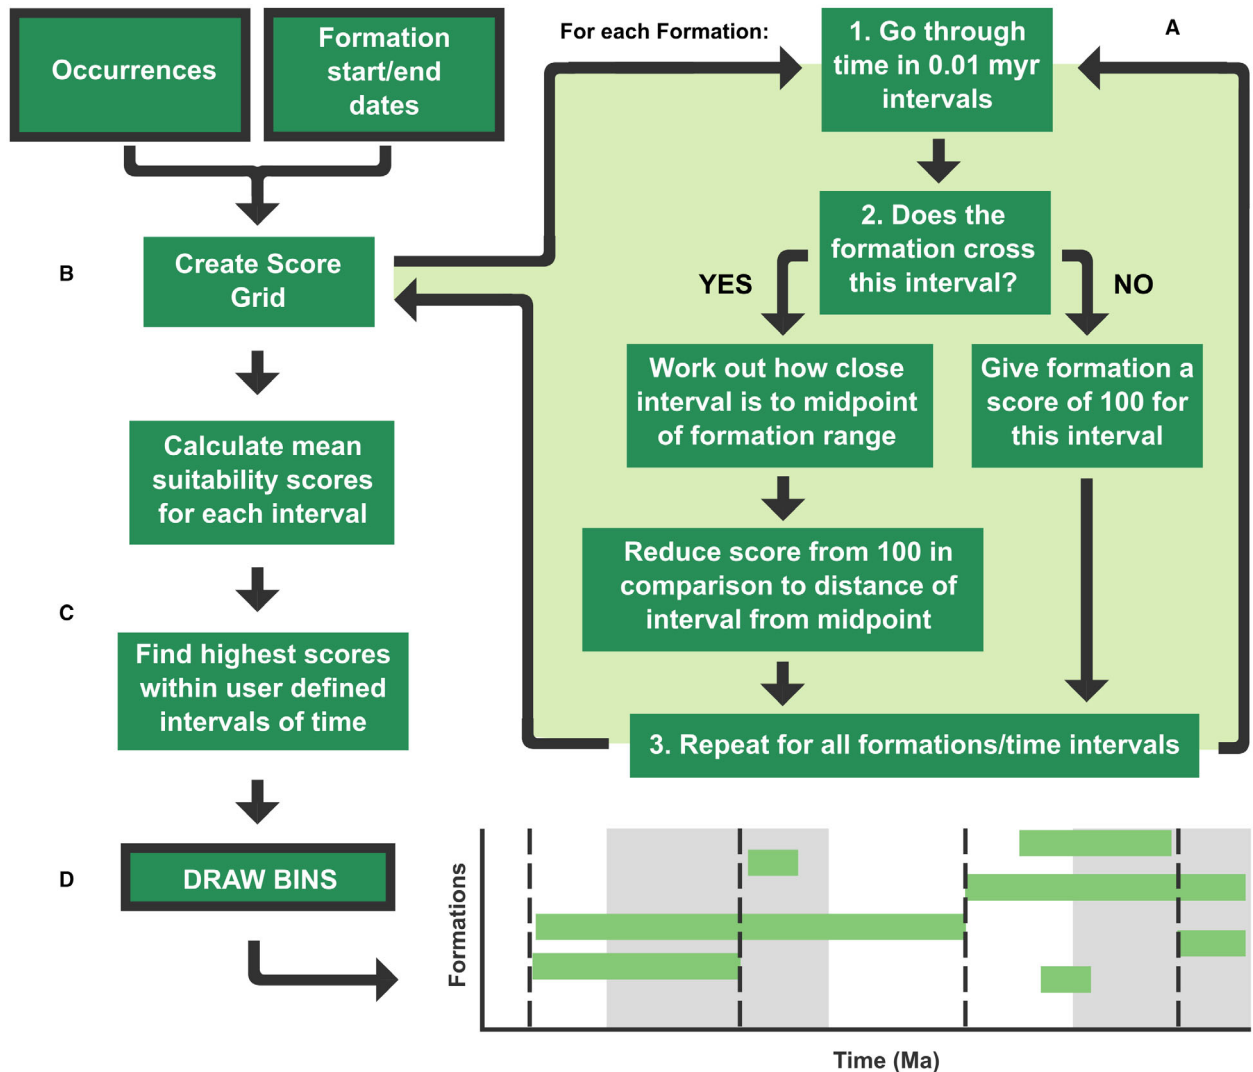 Occurrences
Formation
start/end
dates
For each Formation:
1. Go through
time in 0.01 myr
intervals
A
2. Does the
formation cross
this interval?
YES
NO
B
Create Score
Grid
Work out how close
interval is to midpoint
of formation range
Give formation a
score of 100 for
this interval
Calculate mean
suitability scores
for each interval
Reduce score from 100 in
comparison to distance of
interval from midpoint
C
Find highest scores
within user defined
intervals of time
3. Repeat for all formations/time intervals
D
DRAW BINS
Formations
Time (Ma)